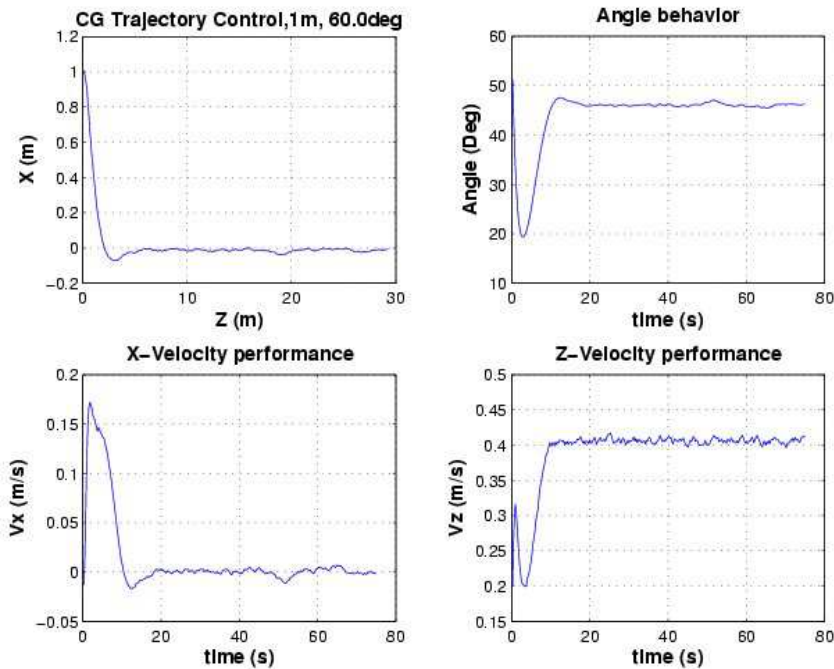 CG Trajectory Control,1m, 60.0deg
1.2
1
0.8
0.6
0.4
0.2
0
−0.2
X (m)
0 10 20 30
Z (m)
Angle behavior
60
50
40
30
20
10
Angle (Deg)
0 20 40 60 80
time (s)
X−Velocity performance
0.2
0.15
0.1
0.05
0
−0.05
Vx (m/s)
0 20 40 60 80
time (s)
Z−Velocity performance
0.5
0.45
0.4
0.35
0.3
0.25
0.2
0.15
Vz (m/s)
0 20 40 60 80
time (s)